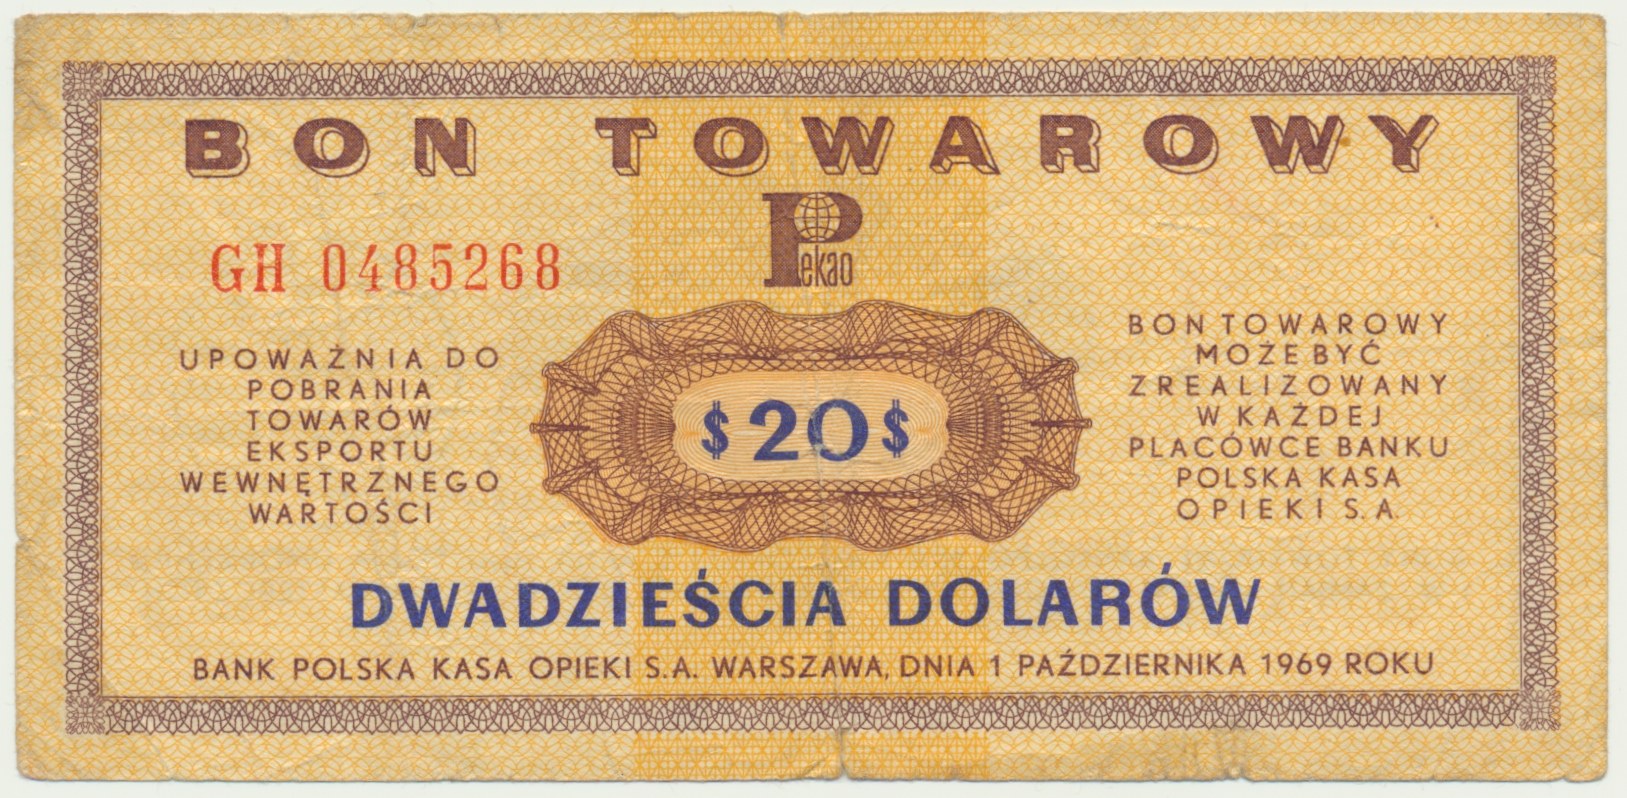 BON TOWAROWY
Pekao
GH 0485268
UPOWAŻNIA DO
POBRANIA
TOWARÓW
EKSPORTU
WEWNĘTRZNEGO
WARTOŚCI
$20$
BON TOWAROWY
MOŻE BYĆ
ZREALIZOWANY
W KAŻDEJ
PLACÓWCE BANKU
POLSKA KASA
OPIEKI S.A.
DWADZIEŚCIA DOLARÓW
BANK POLSKA KASA OPIEKI S.A. WARSZAWA, DNIA 1 PAŹDZIERNIKA 1969 ROKU